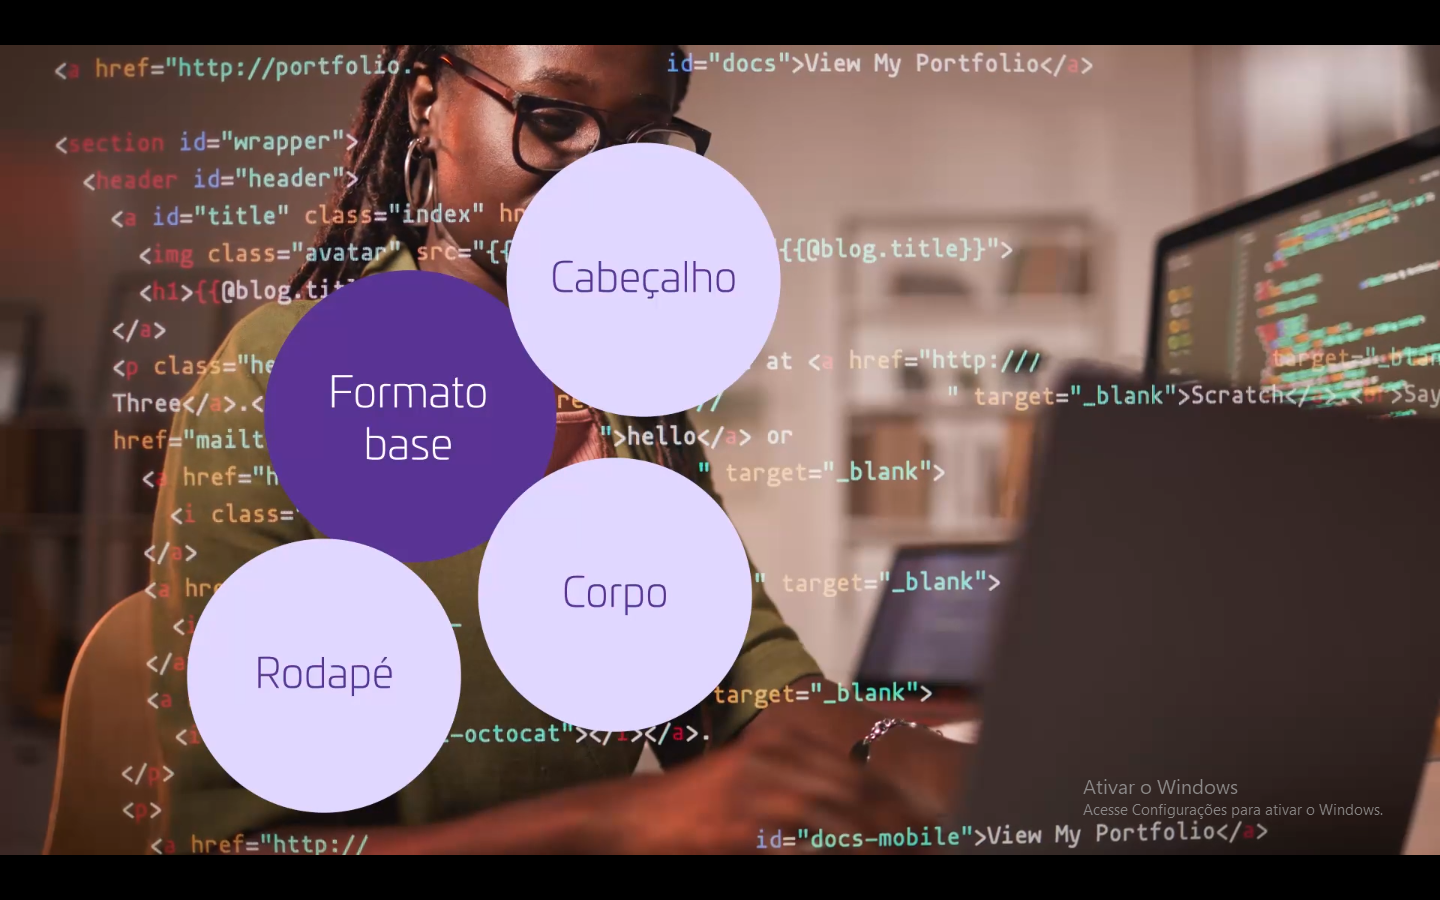 <a href="http://portfolio.
id="docs">View My Portfolio</a>
<section id="wrapper">
<header id="header">
<a id="title" class="index"
<img class="avatar" src="{{
{{@blog.title}}">
<h1>{{@blog.
Cabeçalho
</a>
<p class=
at <a href="http:///
Three</a>.<
" target="_blank">Scratch</
Formato
base
href=
">hello</a> or
<a href=
" target="_blank">
<i class=
</a>
<a
" target="_blank">
Corpo
<i
</a
Rodapé
<a
target="_blank">
<i
-octocat"></i></a>.
</p>
<p>
<a href="http://
id="docs-mobile">View My Portfolio</a>
Ativar o Windows
Acesse Configurações para ativar o Windows.